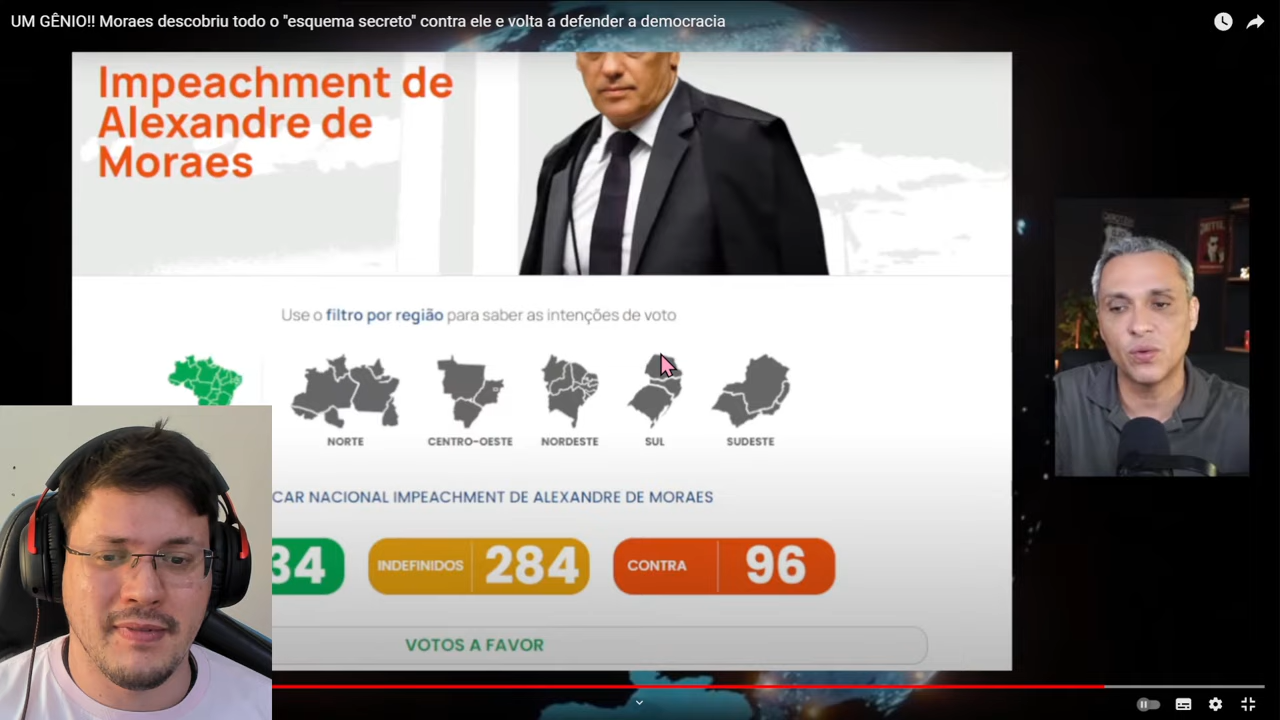 UM GÊNIO!! Moraes descobriu todo o "esquema secreto" contra ele e volta a defender a democracia
Impeachment de
Alexandre de
Moraes
Use o filtro por região para saber as intenções de voto
NORTE
CENTRO-OESTE
NORDESTE
SUL
SUDESTE
CAR NACIONAL IMPEACHMENT DE ALEXANDRE DE MORAES
34
INDEFINIDOS 284
CONTRA 96
VOTOS A FAVOR